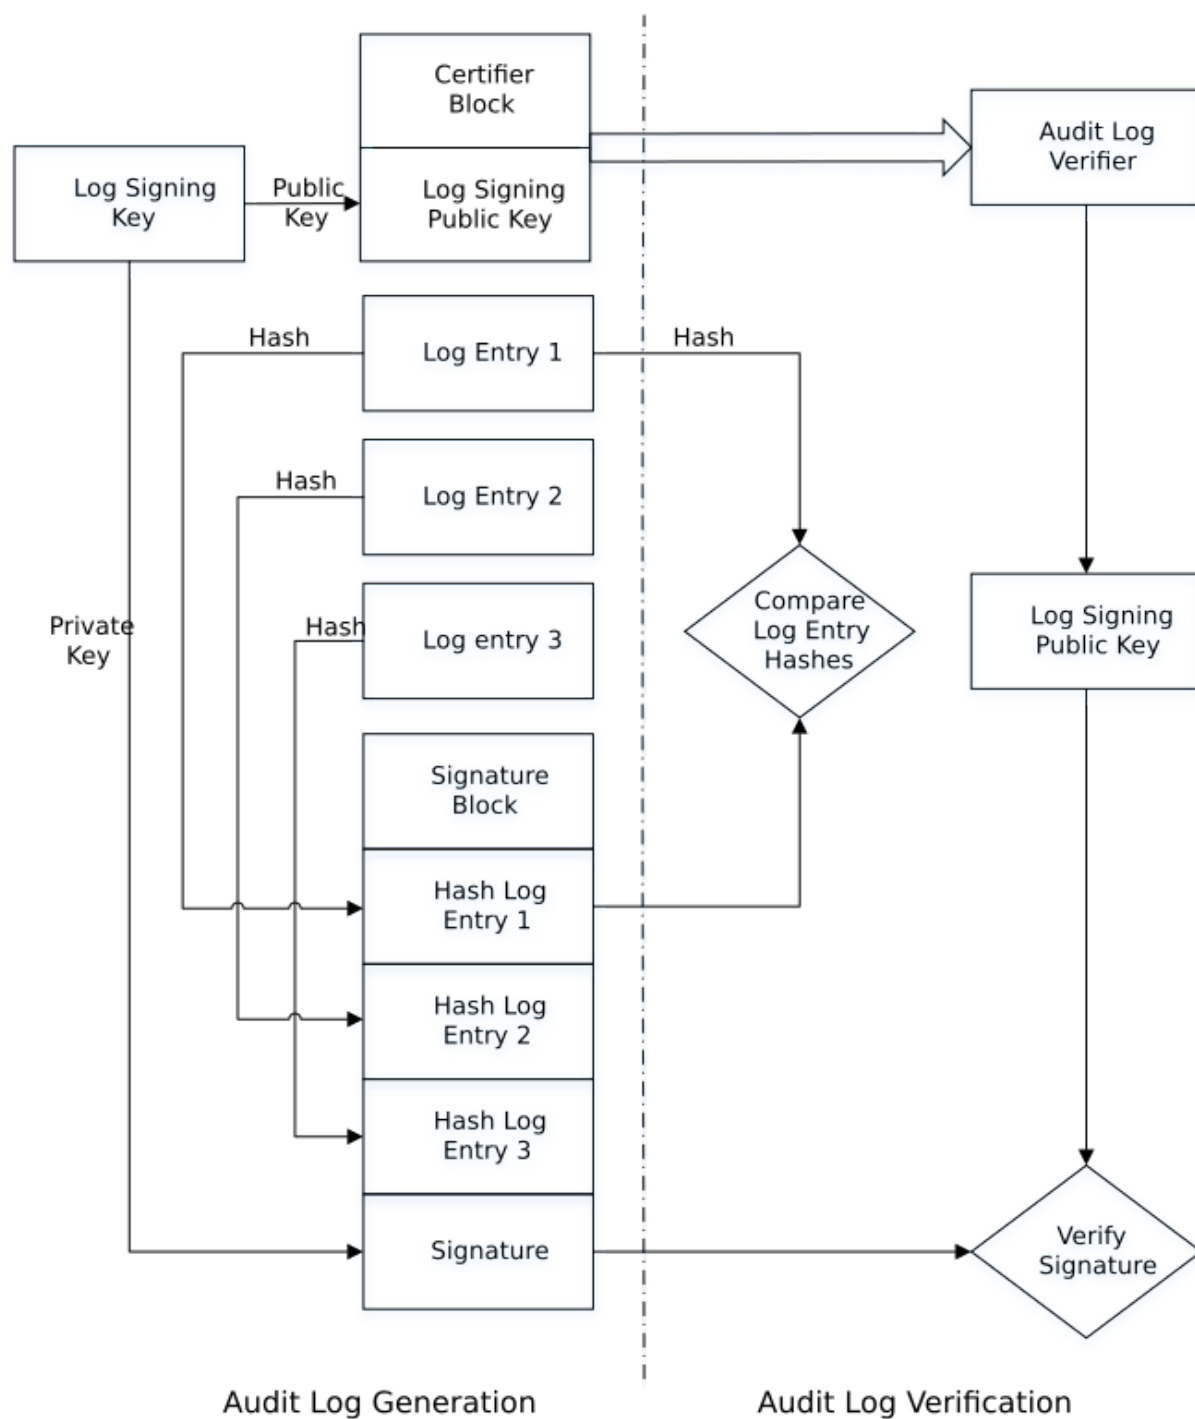 Certifier
Block
Audit Log
Verifier
Log Signing
Key
Public
Key
Log Signing
Public Key
Hash
Log Entry 1
Hash
Hash
Log Entry 2
Compare
Log Entry
Hashes
Log Signing
Public Key
Private
Key
Hash
Log entry 3
Signature
Block
Hash Log
Entry 1
Hash Log
Entry 2
Hash Log
Entry 3
Signature
Verify
Signature
Audit Log Generation
Audit Log Verification